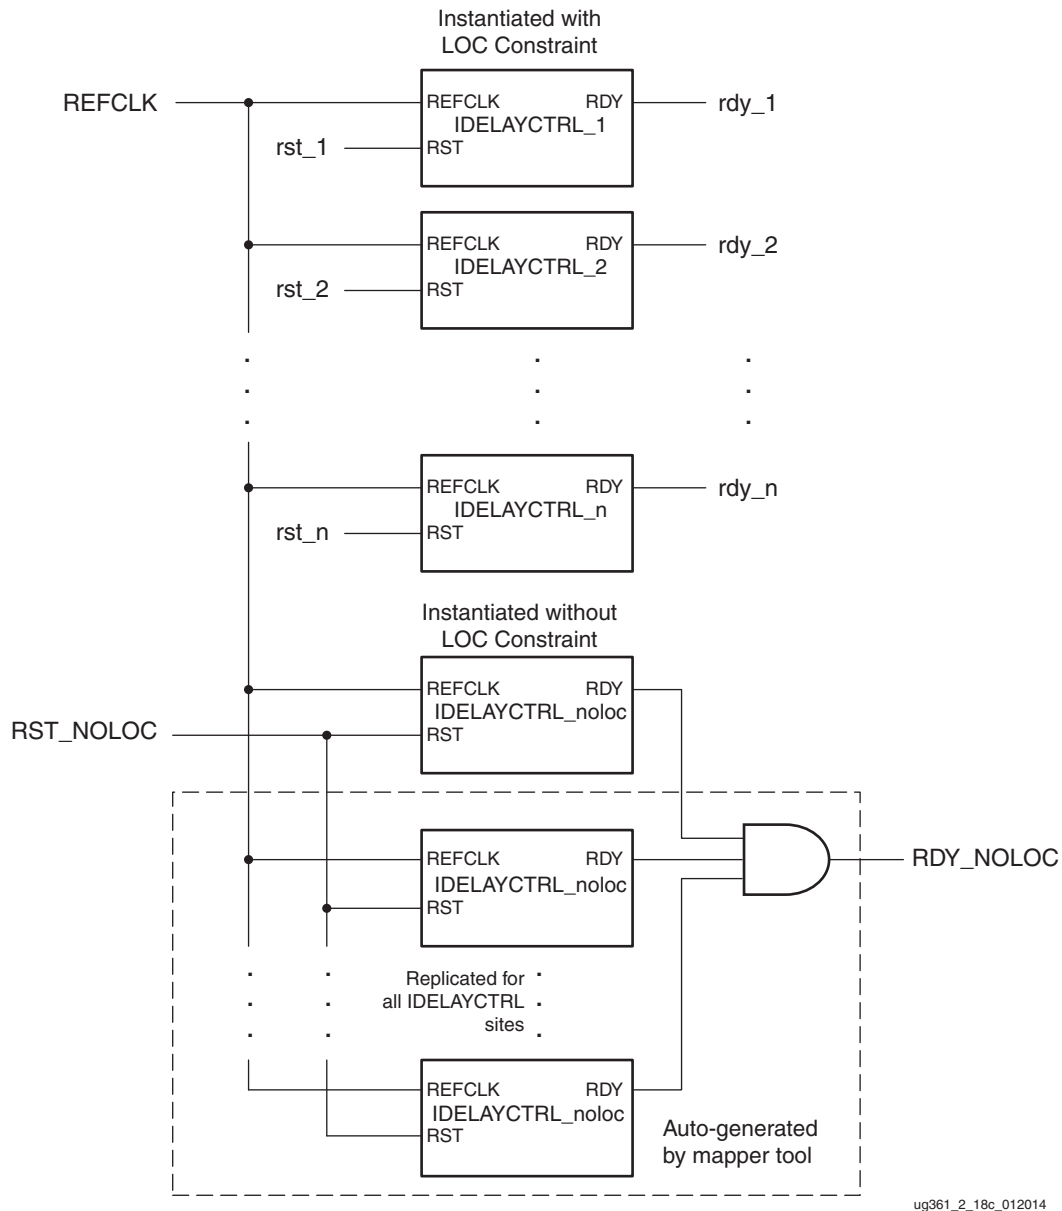 Instantiated with
LOC Constraint
REFCLK
REFCLK RDY
rdy_1
IDELAYCTRL_1
rst_1
RST
REFCLK RDY
rdy_2
IDELAYCTRL_2
rst_2
RST
REFCLK RDY
rdy_n
IDELAYCTRL_n
rst_n
RST
Instantiated without
LOC Constraint
REFCLK RDY
IDELAYCTRL_noloc
RST_NOLOC
RST
REFCLK RDY
RDY_NOLOC
IDELAYCTRL_noloc
RST
Replicated for
all IDELAYCTRL
sites
REFCLK RDY
IDELAYCTRL_noloc
RST
Auto-generated
by mapper tool
ug361_2_18c_012014